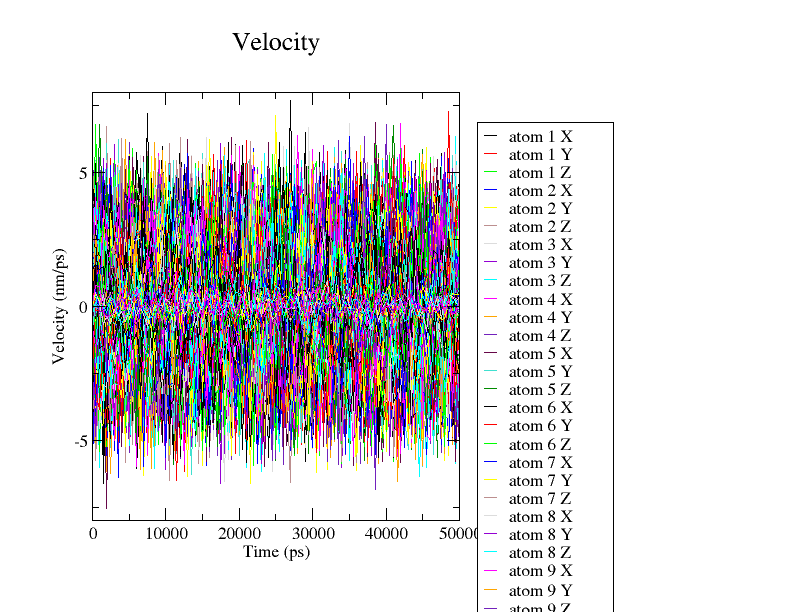 Velocity
5
0
-5
Velocity (nm/ps)
0 10000 20000 30000 40000 50000
Time (ps)
atom 1 X
atom 1 Y
atom 1 Z
atom 2 X
atom 2 Y
atom 2 Z
atom 3 X
atom 3 Y
atom 3 Z
atom 4 X
atom 4 Y
atom 4 Z
atom 5 X
atom 5 Y
atom 5 Z
atom 6 X
atom 6 Y
atom 6 Z
atom 7 X
atom 7 Y
atom 7 Z
atom 8 X
atom 8 Y
atom 8 Z
atom 9 X
atom 9 Y
atom 9 Z